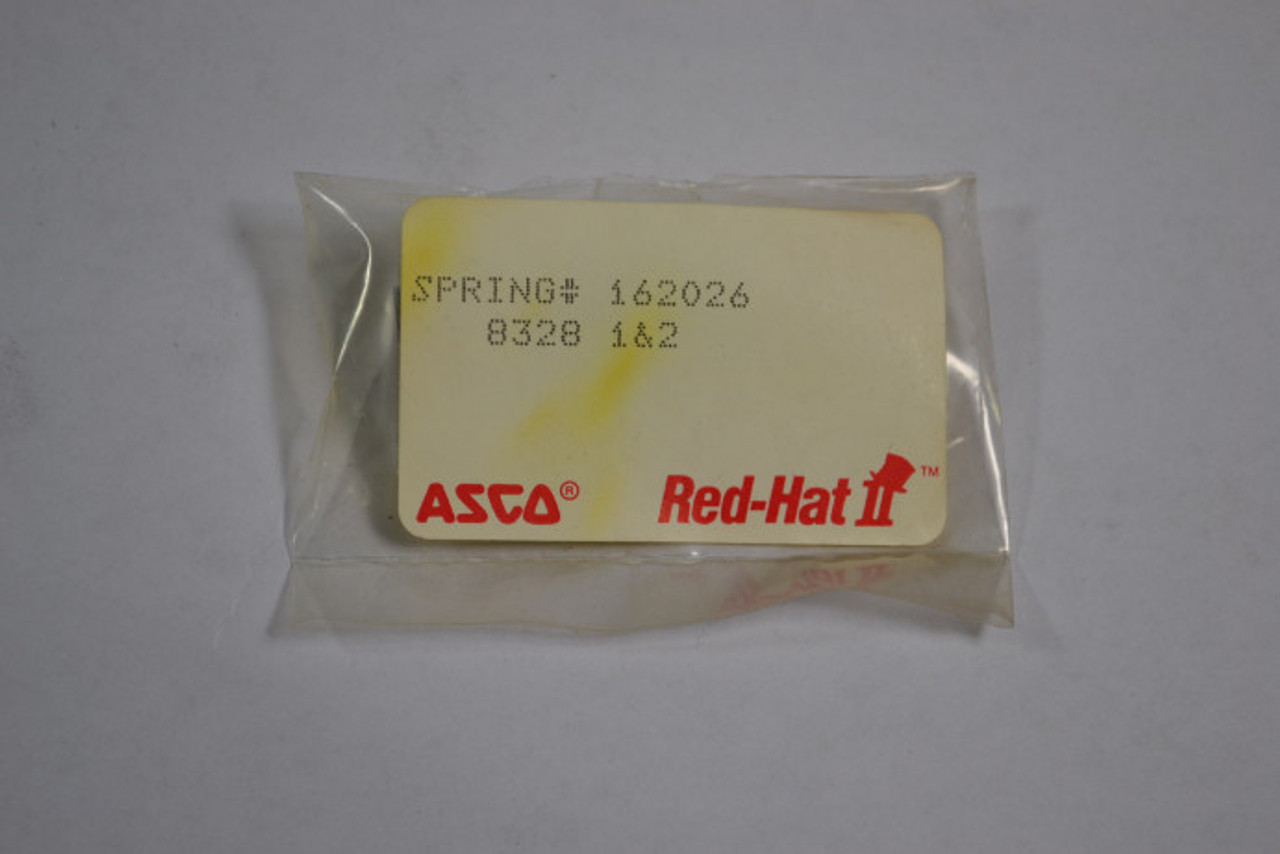 SPRING# 162026
8328 1&2
ASCO®
Red-Hat II™